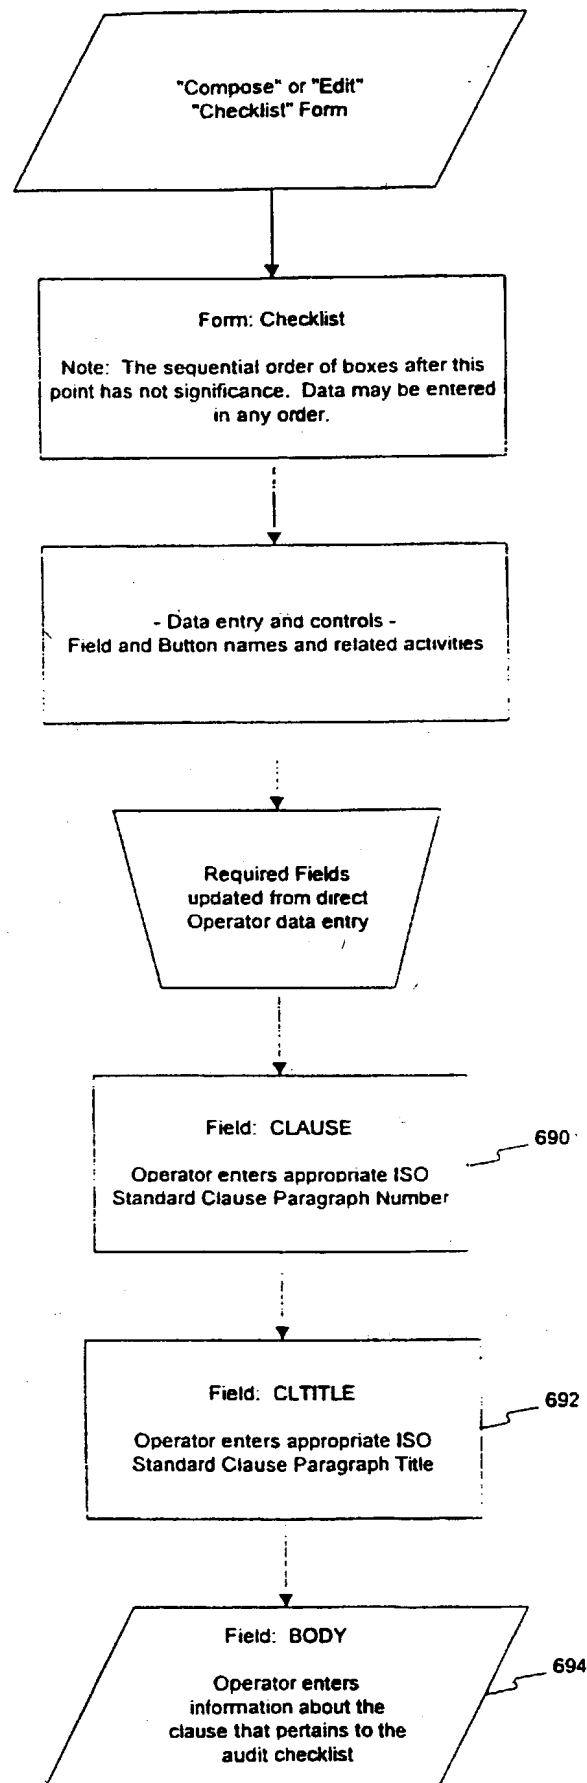 "Compose" or "Edit"
"Checklist" Form
Form: Checklist
Note: The sequential order of boxes after this
point has not significance. Data may be entered
in any order.
- Data entry and controls -
Field and Button names and related activities
Required Fields
updated from direct
Operator data entry
Field: CLAUSE
Operator enters appropriate ISO
Standard Clause Paragraph Number
690
Field: CLTITLE
Operator enters appropriate ISO
Standard Clause Paragraph Title
692
Field: BODY
Operator enters
information about the
clause that pertains to the
audit checklist
694